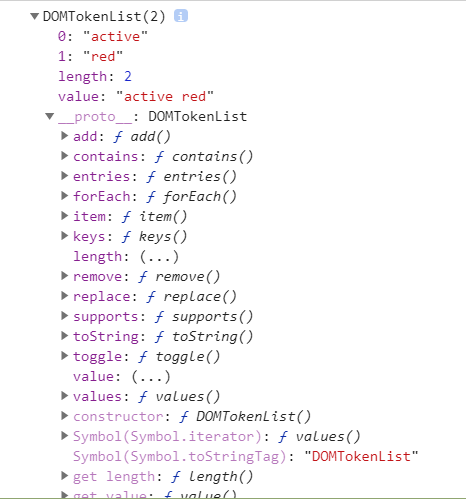 DOMTokenList(2) i
0: "active"
1: "red"
length: 2
value: "active red"
__proto__: DOMTokenList
add: ƒ add()
contains: ƒ contains()
entries: ƒ entries()
forEach: ƒ forEach()
item: ƒ item()
keys: ƒ keys()
length: (...)
remove: ƒ remove()
replace: ƒ replace()
supports: ƒ supports()
toString: ƒ toString()
toggle: ƒ toggle()
value: (...)
values: ƒ values()
constructor: ƒ DOMTokenList()
Symbol(Symbol.iterator): ƒ values()
Symbol(Symbol.toStringTag): "DOMTokenList"
get length: ƒ length()
get value: ƒ value()